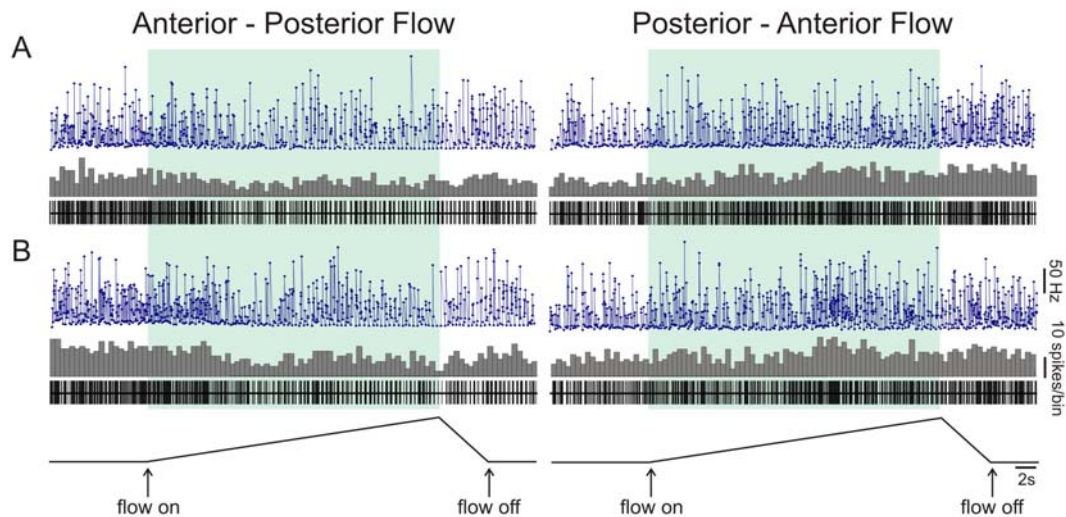 Anterior - Posterior Flow
Posterior - Anterior Flow
A
B
50 Hz
10 spikes/bin
2s
flow on
flow off
flow on
flow off